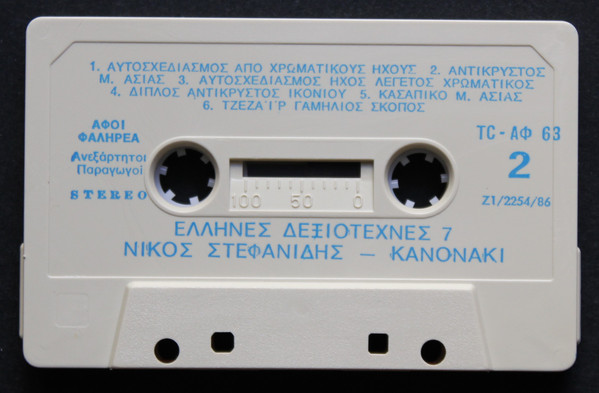 1. ΑΥΤΟΣΧΕΔΙΑΣΜΟΣ ΑΠΟ ΧΡΩΜΑΤΙΚΟΥΣ ΗΧΟΥΣ 2. ΑΝΤΙΚΡΥΣΤΟΣ
Μ. ΑΣΙΑΣ 3. ΑΥΤΟΣΧΕΔΙΑΣΜΟΣ ΗΧΟΣ ΛΕΓΕΤΟΣ ΧΡΩΜΑΤΙΚΟΣ
4. ΔΙΠΛΟΣ ΑΝΤΙΚΡΥΣΤΟΣ ΙΚΟΝΙΟΥ 5. ΚΑΣΑΠΙΚΟ Μ. ΑΣΙΑΣ
6. ΤΖΕΖΑ·Ι·Ρ ΓΑΜΗΛΙΟΣ ΣΚΟΠΟΣ
ΑΦΟΙ
ΦΑΛΗΡΕΑ
Ανεξάρτητοι
Παραγωγοί
STEREO
TC-ΑΦ 63
2
Ζ1/2254/86
100 50 0
ΕΛΛΗΝΕΣ ΔΕΞΙΟΤΕΧΝΕΣ 7
ΝΙΚΟΣ ΣΤΕΦΑΝΙΔΗΣ – ΚΑΝΟΝΑΚΙ